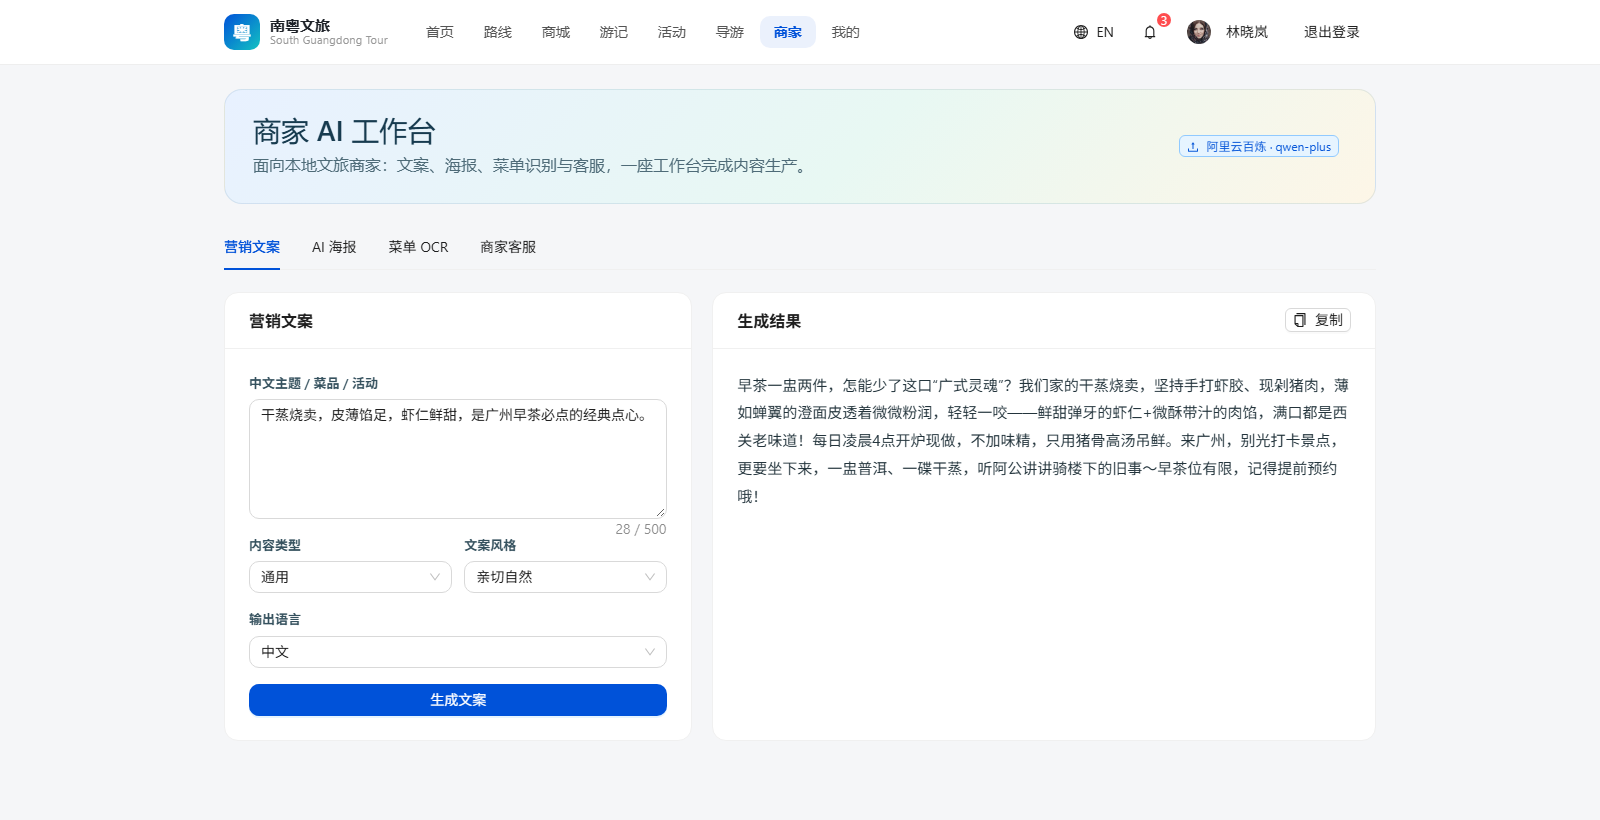 粤
南粤文旅
South Guangdong Tour
首页
路线
商城
游记
活动
导游
商家
我的
EN
3
林晓岚
退出登录
商家 AI 工作台
面向本地文旅商家：文案、海报、菜单识别与客服，一座工作台完成内容生产。
阿里云百炼 · qwen-plus
营销文案
AI 海报
菜单 OCR
商家客服
营销文案
中文主题 / 菜品 / 活动
干蒸烧卖，皮薄馅足，虾仁鲜甜，是广州早茶必点的经典点心。
28 / 500
内容类型
文案风格
通用
亲切自然
输出语言
中文
生成文案
生成结果
复制
早茶一盅两件，怎能少了这口“广式灵魂”？我们家的干蒸烧卖，坚持手打虾胶、现剁猪肉，薄
如蝉翼的澄面皮透着微微粉润，轻轻一咬——鲜甜弹牙的虾仁+微酥带汁的肉馅，满口都是西
关老味道！每日凌晨4点开炉现做，不加味精，只用猪骨高汤吊鲜。来广州，别光打卡景点，
更要坐下来，一盅普洱、一碟干蒸，听阿公讲讲骑楼下的旧事～早茶位有限，记得提前预约
哦！